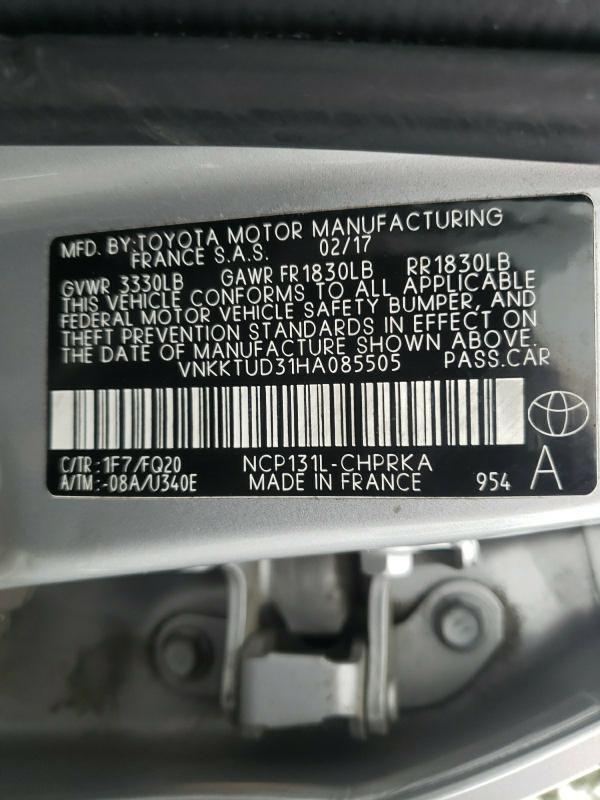 MFD. BY:TOYOTA MOTOR MANUFACTURING
FRANCE S.A.S. 02/17
GVWR 3330LB GAWR FR1830LB RR1830LB
THIS VEHICLE CONFORMS TO ALL APPLICABLE
FEDERAL MOTOR VEHICLE SAFETY BUMPER, AND
THEFT PREVENTION STANDARDS IN EFFECT ON
THE DATE OF MANUFACTURE SHOWN ABOVE.
VNKKTUD31HA085505 PASS.CAR
C/TR:1F7/FQ20 NCP131L-CHPRKA
A/TM:-08A/U340E MADE IN FRANCE 954 A